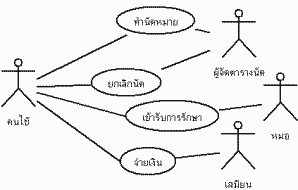 ทำนัดหมาย
ยกเลิกนัด
ผู้จัดตารางนัด
คนไข้
เข้ารับการรักษา
หมอ
จ่ายเงิน
เสมียน